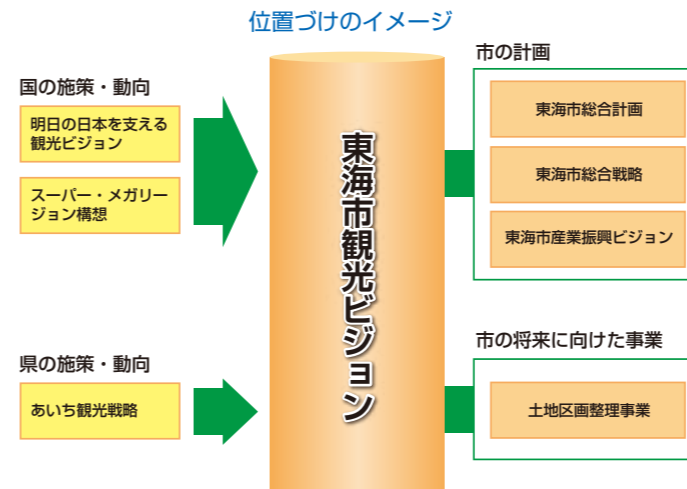 位置づけのイメージ
国の施策・動向
明日の日本を支える
観光ビジョン
スーパー・メガリー
ジョン構想
県の施策・動向
あいち観光戦略
東海市観光ビジョン
市の計画
東海市総合計画
東海市総合戦略
東海市産業振興ビジョン
市の将来に向けた事業
土地区画整理事業